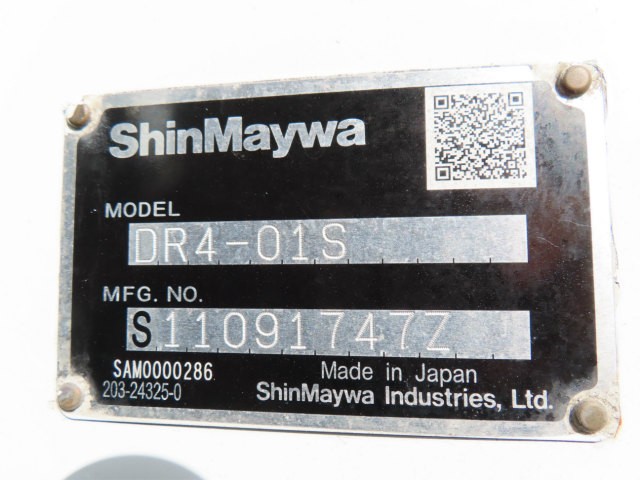 ShinMaywa
MODEL
DR4-01S
MFG. NO.
S11091747Z
SAM0000286
Made in Japan
203-24325-0
ShinMaywa Industries, Ltd.